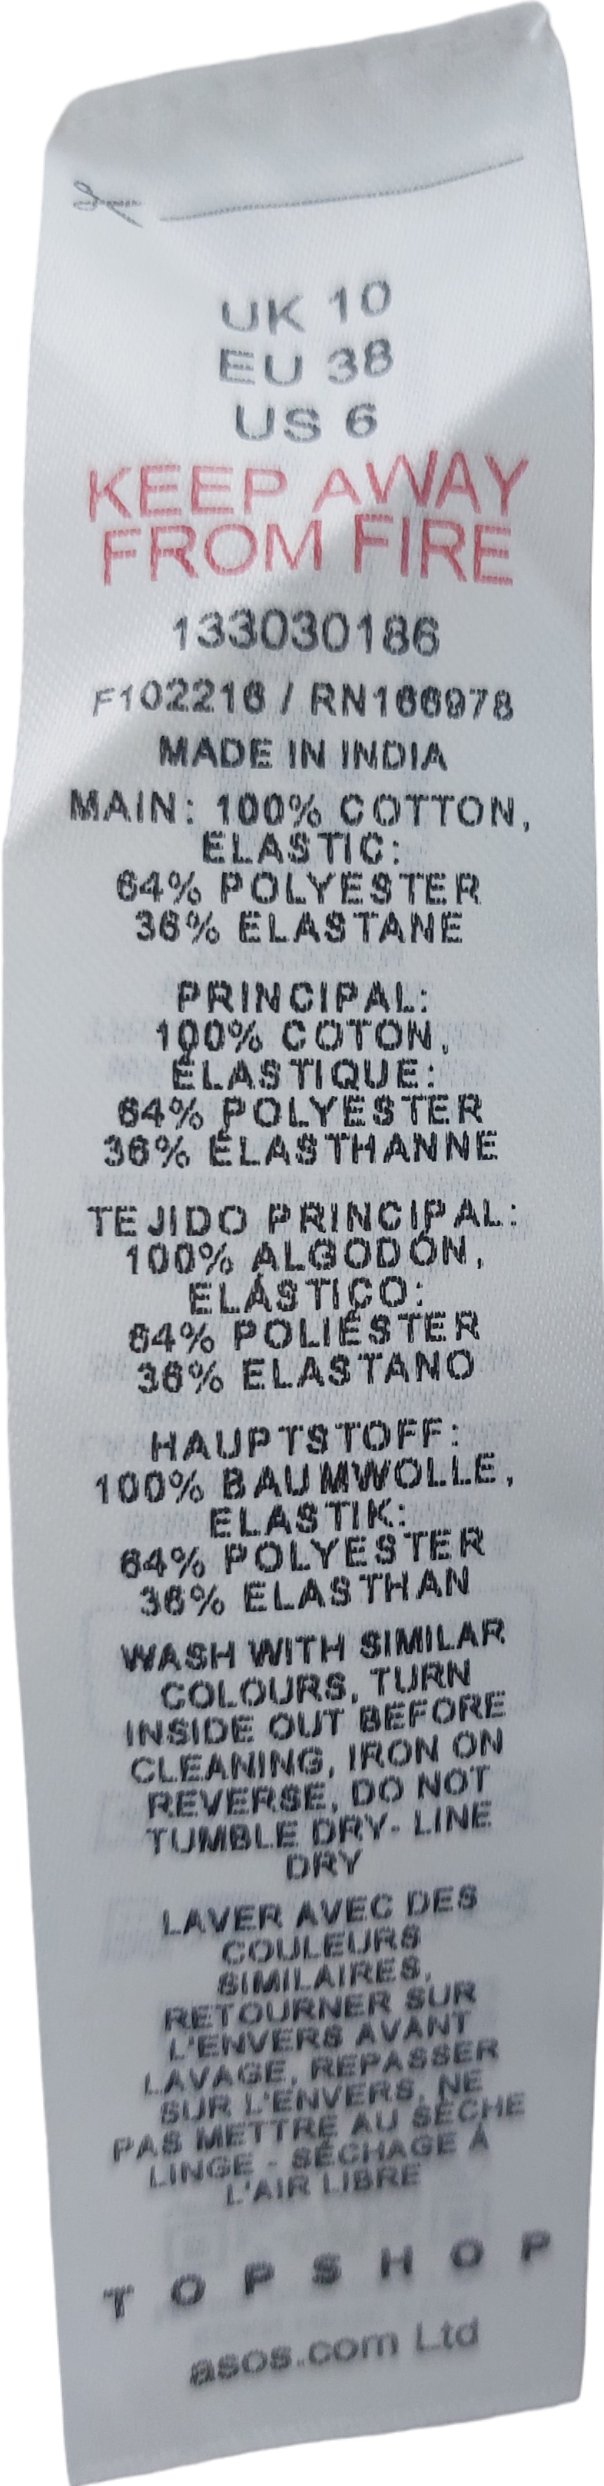 UK 10
EU 38
US 6
KEEP AWAY
FROM FIRE
133030186
F102216 / RN166978
MADE IN INDIA
MAIN: 100% COTTON,
ELASTIC:
64% POLYESTER
36% ELASTANE
PRINCIPAL:
100% COTON,
ÉLASTIQUE:
64% POLYESTER
36% ÉLASTHANNE
TEJIDO PRINCIPAL:
100% ALGODÓN,
ELÁSTICO:
64% POLIÉSTER
36% ELASTANO
HAUPTSTOFF:
100% BAUMWOLLE,
ELASTIK:
64% POLYESTER
36% ELASTHAN
WASH WITH SIMILAR
COLOURS, TURN
INSIDE OUT BEFORE
CLEANING, IRON ON
REVERSE, DO NOT
TUMBLE DRY- LINE
DRY
LAVER AVEC DES
COULEURS
SIMILAIRES,
RETOURNER SUR
L'ENVERS AVANT
LAVAGE, REPASSER
SUR L'ENVERS, NE
PAS METTRE AU SÈCHE
LINGE - SÉCHAGE À
L'AIR LIBRE
TOPSHOP
asos.com Ltd